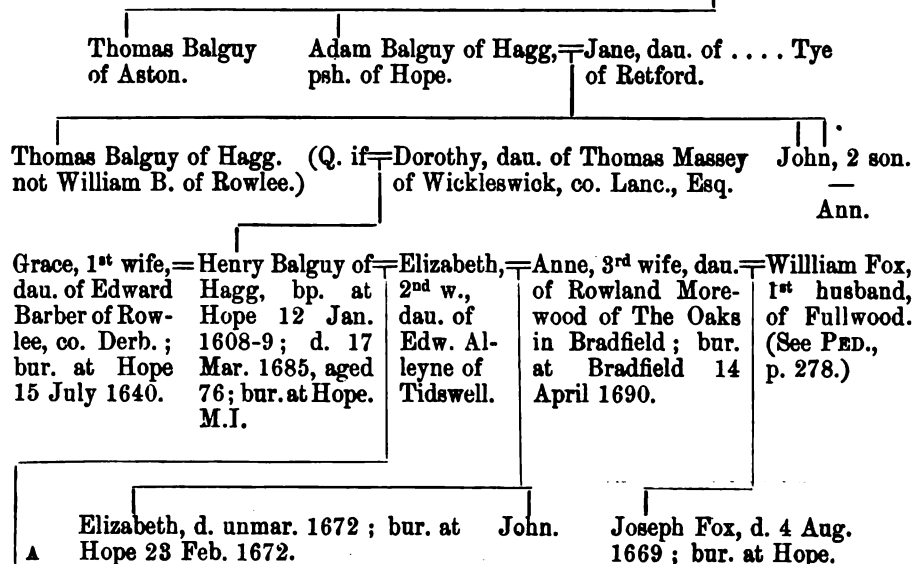 Thomas Balguy
of Aston.
Adam Balguy of Hagg,
psh. of Hope.
Jane, dau. of . . . . Tye
of Retford.
Thomas Balguy of Hagg. (Q. if
not William B. of Rowlee.)
Dorothy, dau. of Thomas Massey
of Wickleswick, co. Lanc., Esq.
John, 2 son.
—
Ann.
Grace, 1st wife,
dau. of Edward
Barber of Row-
lee, co. Derb. ;
bur. at Hope
15 July 1640.
Henry Balguy of
Hagg, bp. at
Hope 12 Jan.
1608-9 ; d. 17
Mar. 1685, aged
76 ; bur. at Hope.
M.I.
Elizabeth,
2nd w.,
dau. of
Edw. Al-
leyne of
Tidswell.
Anne, 3rd wife, dau.
of Rowland More-
wood of The Oaks
in Bradfield ; bur.
at Bradfield 14
April 1690.
Willliam Fox,
1st husband,
of Fullwood.
(See PED.,
p. 278.)
Elizabeth, d. unmar. 1672 ; bur. at
Hope 23 Feb. 1672.
John.
Joseph Fox, d. 4 Aug.
1669 ; bur. at Hope.
A